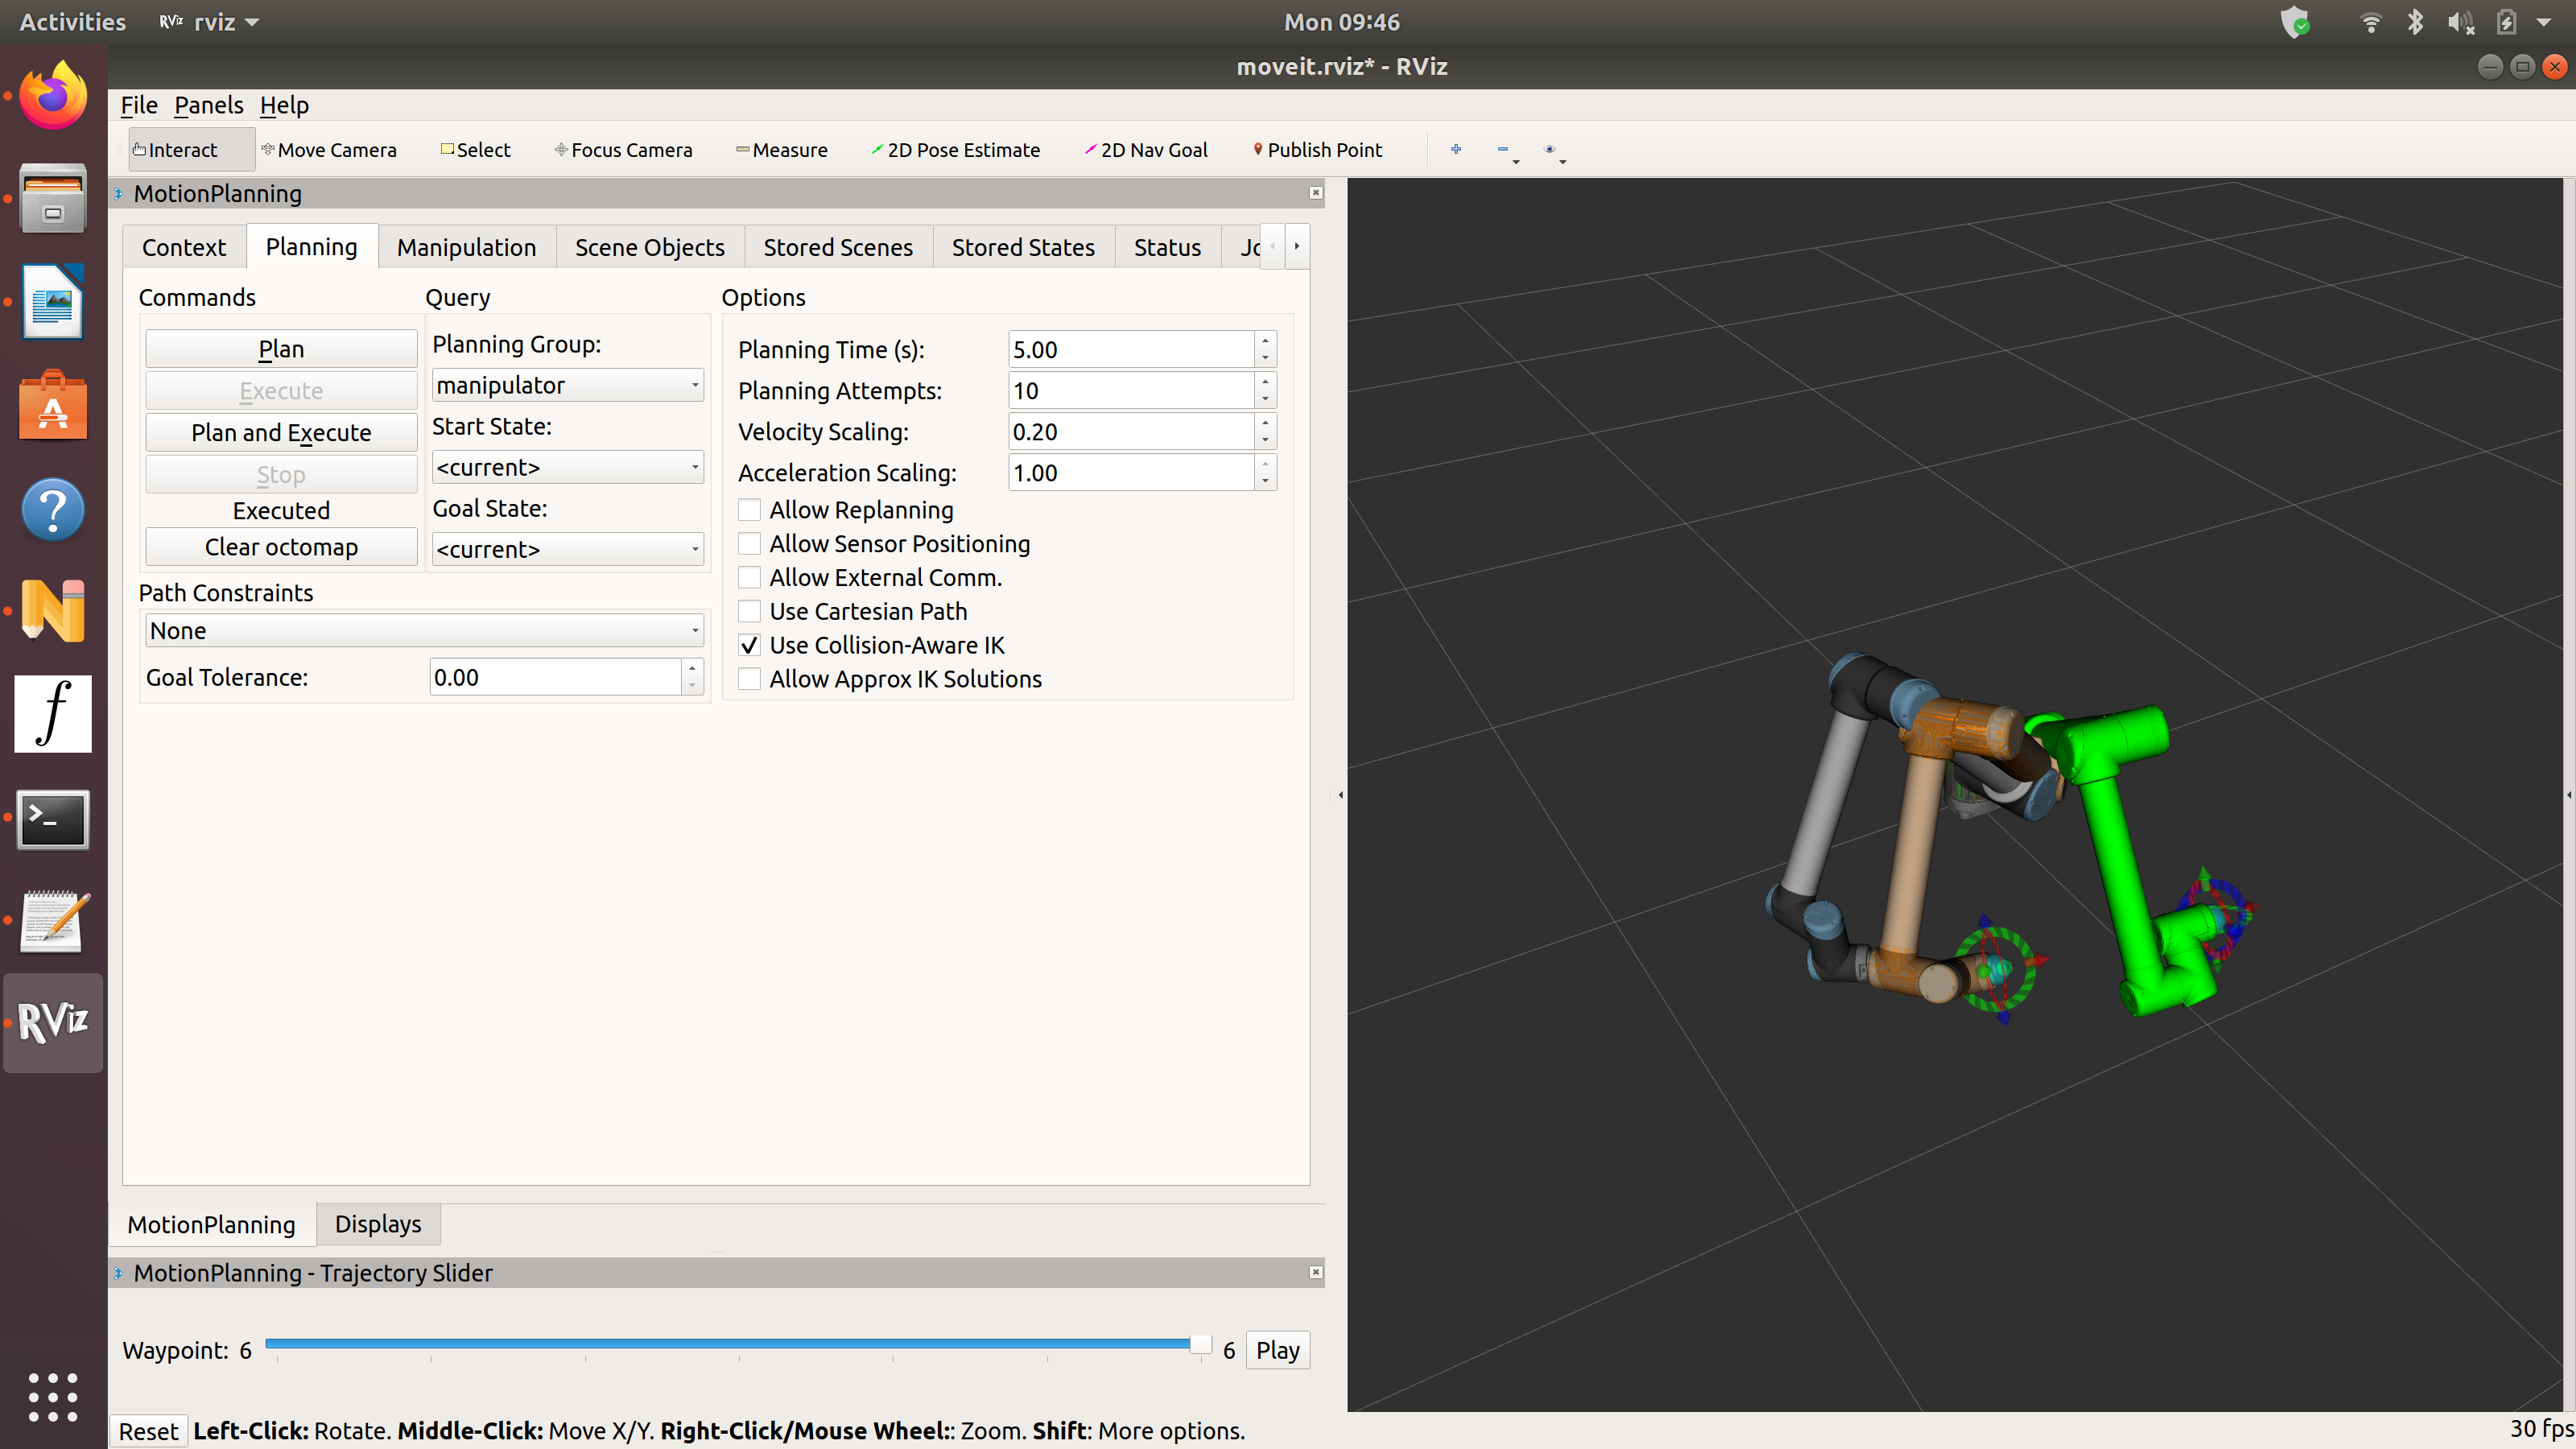 Activities RViz rviz Mon 09:46
moveit.rviz* - RViz
File Panels Help
Interact Move Camera Select Focus Camera Measure 2D Pose Estimate 2D Nav Goal Publish Point
MotionPlanning
Context Planning Manipulation Scene Objects Stored Scenes Stored States Status Jo
Commands Query Options
Plan
Execute
Plan and Execute
Stop
Executed
Clear octomap
Planning Group:
manipulator
Start State:
<current>
Goal State:
<current>
Planning Time (s): 5.00
Planning Attempts: 10
Velocity Scaling: 0.20
Acceleration Scaling: 1.00
Allow Replanning
Allow Sensor Positioning
Allow External Comm.
Use Cartesian Path
Use Collision-Aware IK
Allow Approx IK Solutions
Path Constraints
None
Goal Tolerance: 0.00
MotionPlanning Displays
MotionPlanning - Trajectory Slider
Waypoint: 6 6 Play
Reset Left-Click: Rotate. Middle-Click: Move X/Y. Right-Click/Mouse Wheel:: Zoom. Shift: More options. 30 fps
A
?
N
f
>_
RViz